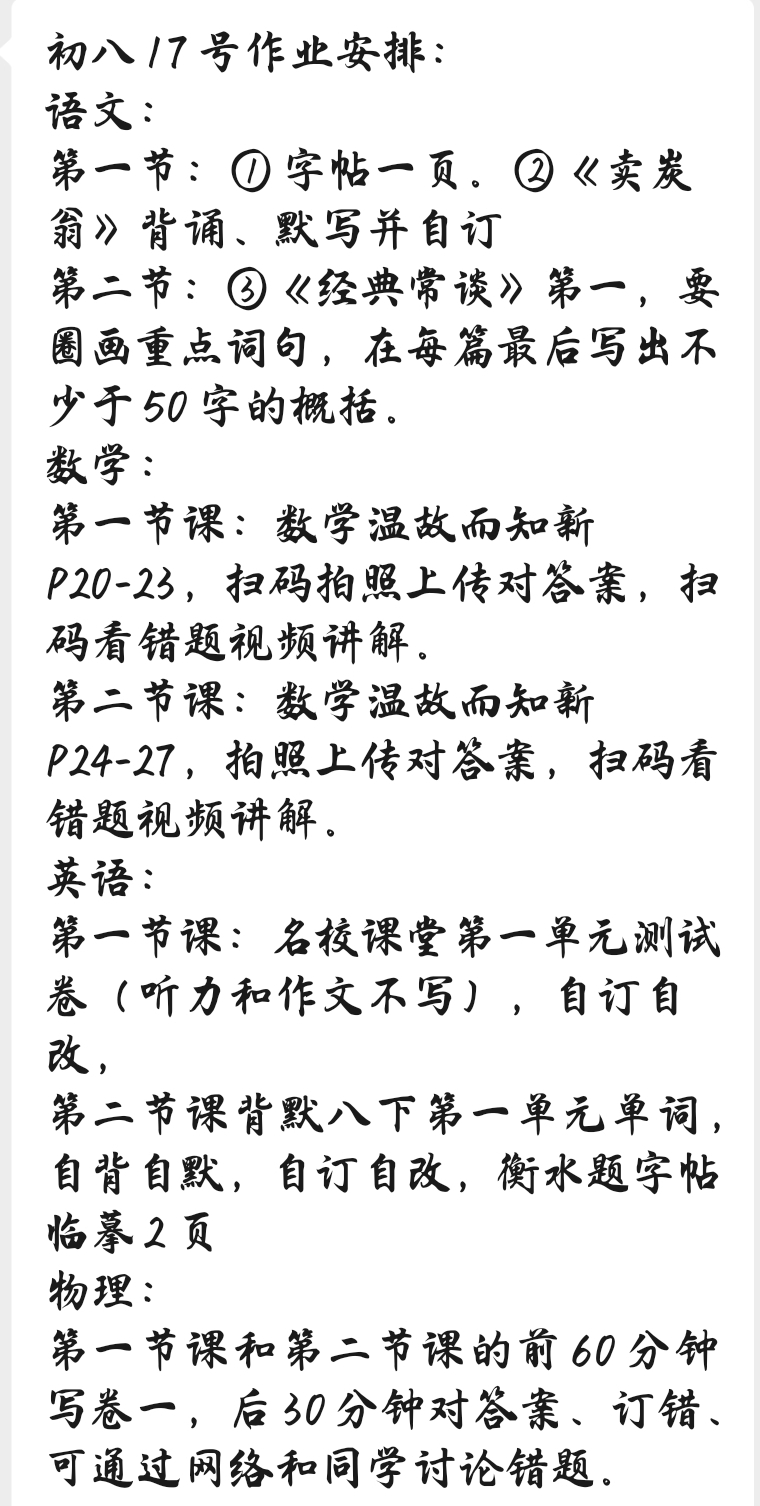 初八17号作业安排：
语文：
第一节：①字帖一页。②《卖炭
翁》背诵、默写并自订
第二节：③《经典常谈》第一，要
圈画重点词句，在每篇最后写出不
少于50字的概括。
数学：
第一节课：数学温故而知新
P20-23，扫码拍照上传对答案，扫
码看错题视频讲解。
第二节课：数学温故而知新
P24-27，拍照上传对答案，扫码看
错题视频讲解。
英语：
第一节课：名校课堂第一单元测试
卷（听力和作文不写），自订自
改，
第二节课背默八下第一单元单词，
自背自默，自订自改，衡水题字帖
临摹2页
物理：
第一节课和第二节课的前60分钟
写卷一，后30分钟对答案、订错、
可通过网络和同学讨论错题。